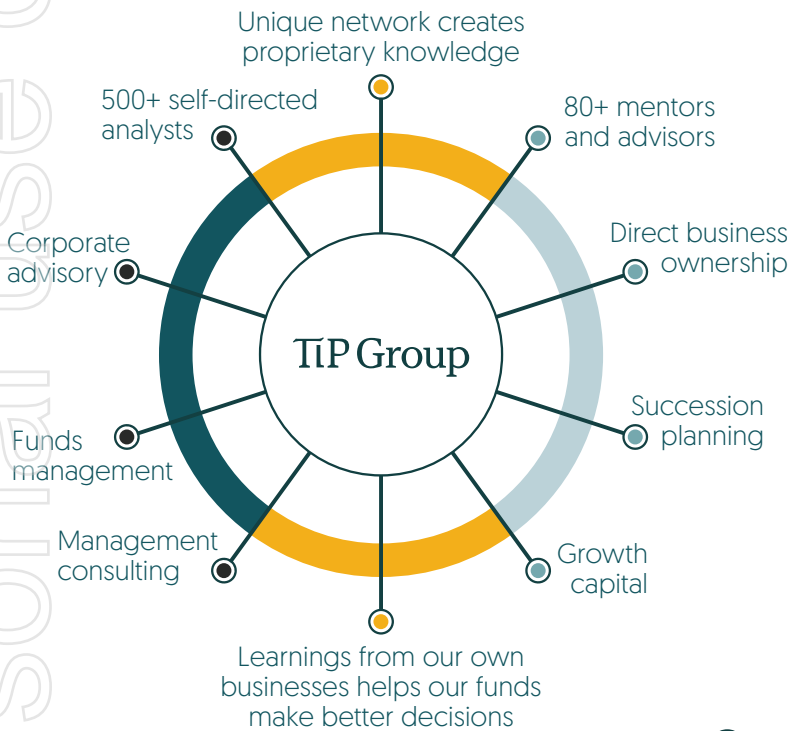 Unique network creates
proprietary knowledge
500+ self-directed
analysts
80+ mentors
and advisors
Corporate
advisory
Direct business
ownership
TiP Group
Funds
management
Succession
planning
Management
consulting
Growth
capital
Learnings from our own
businesses helps our funds
make better decisions